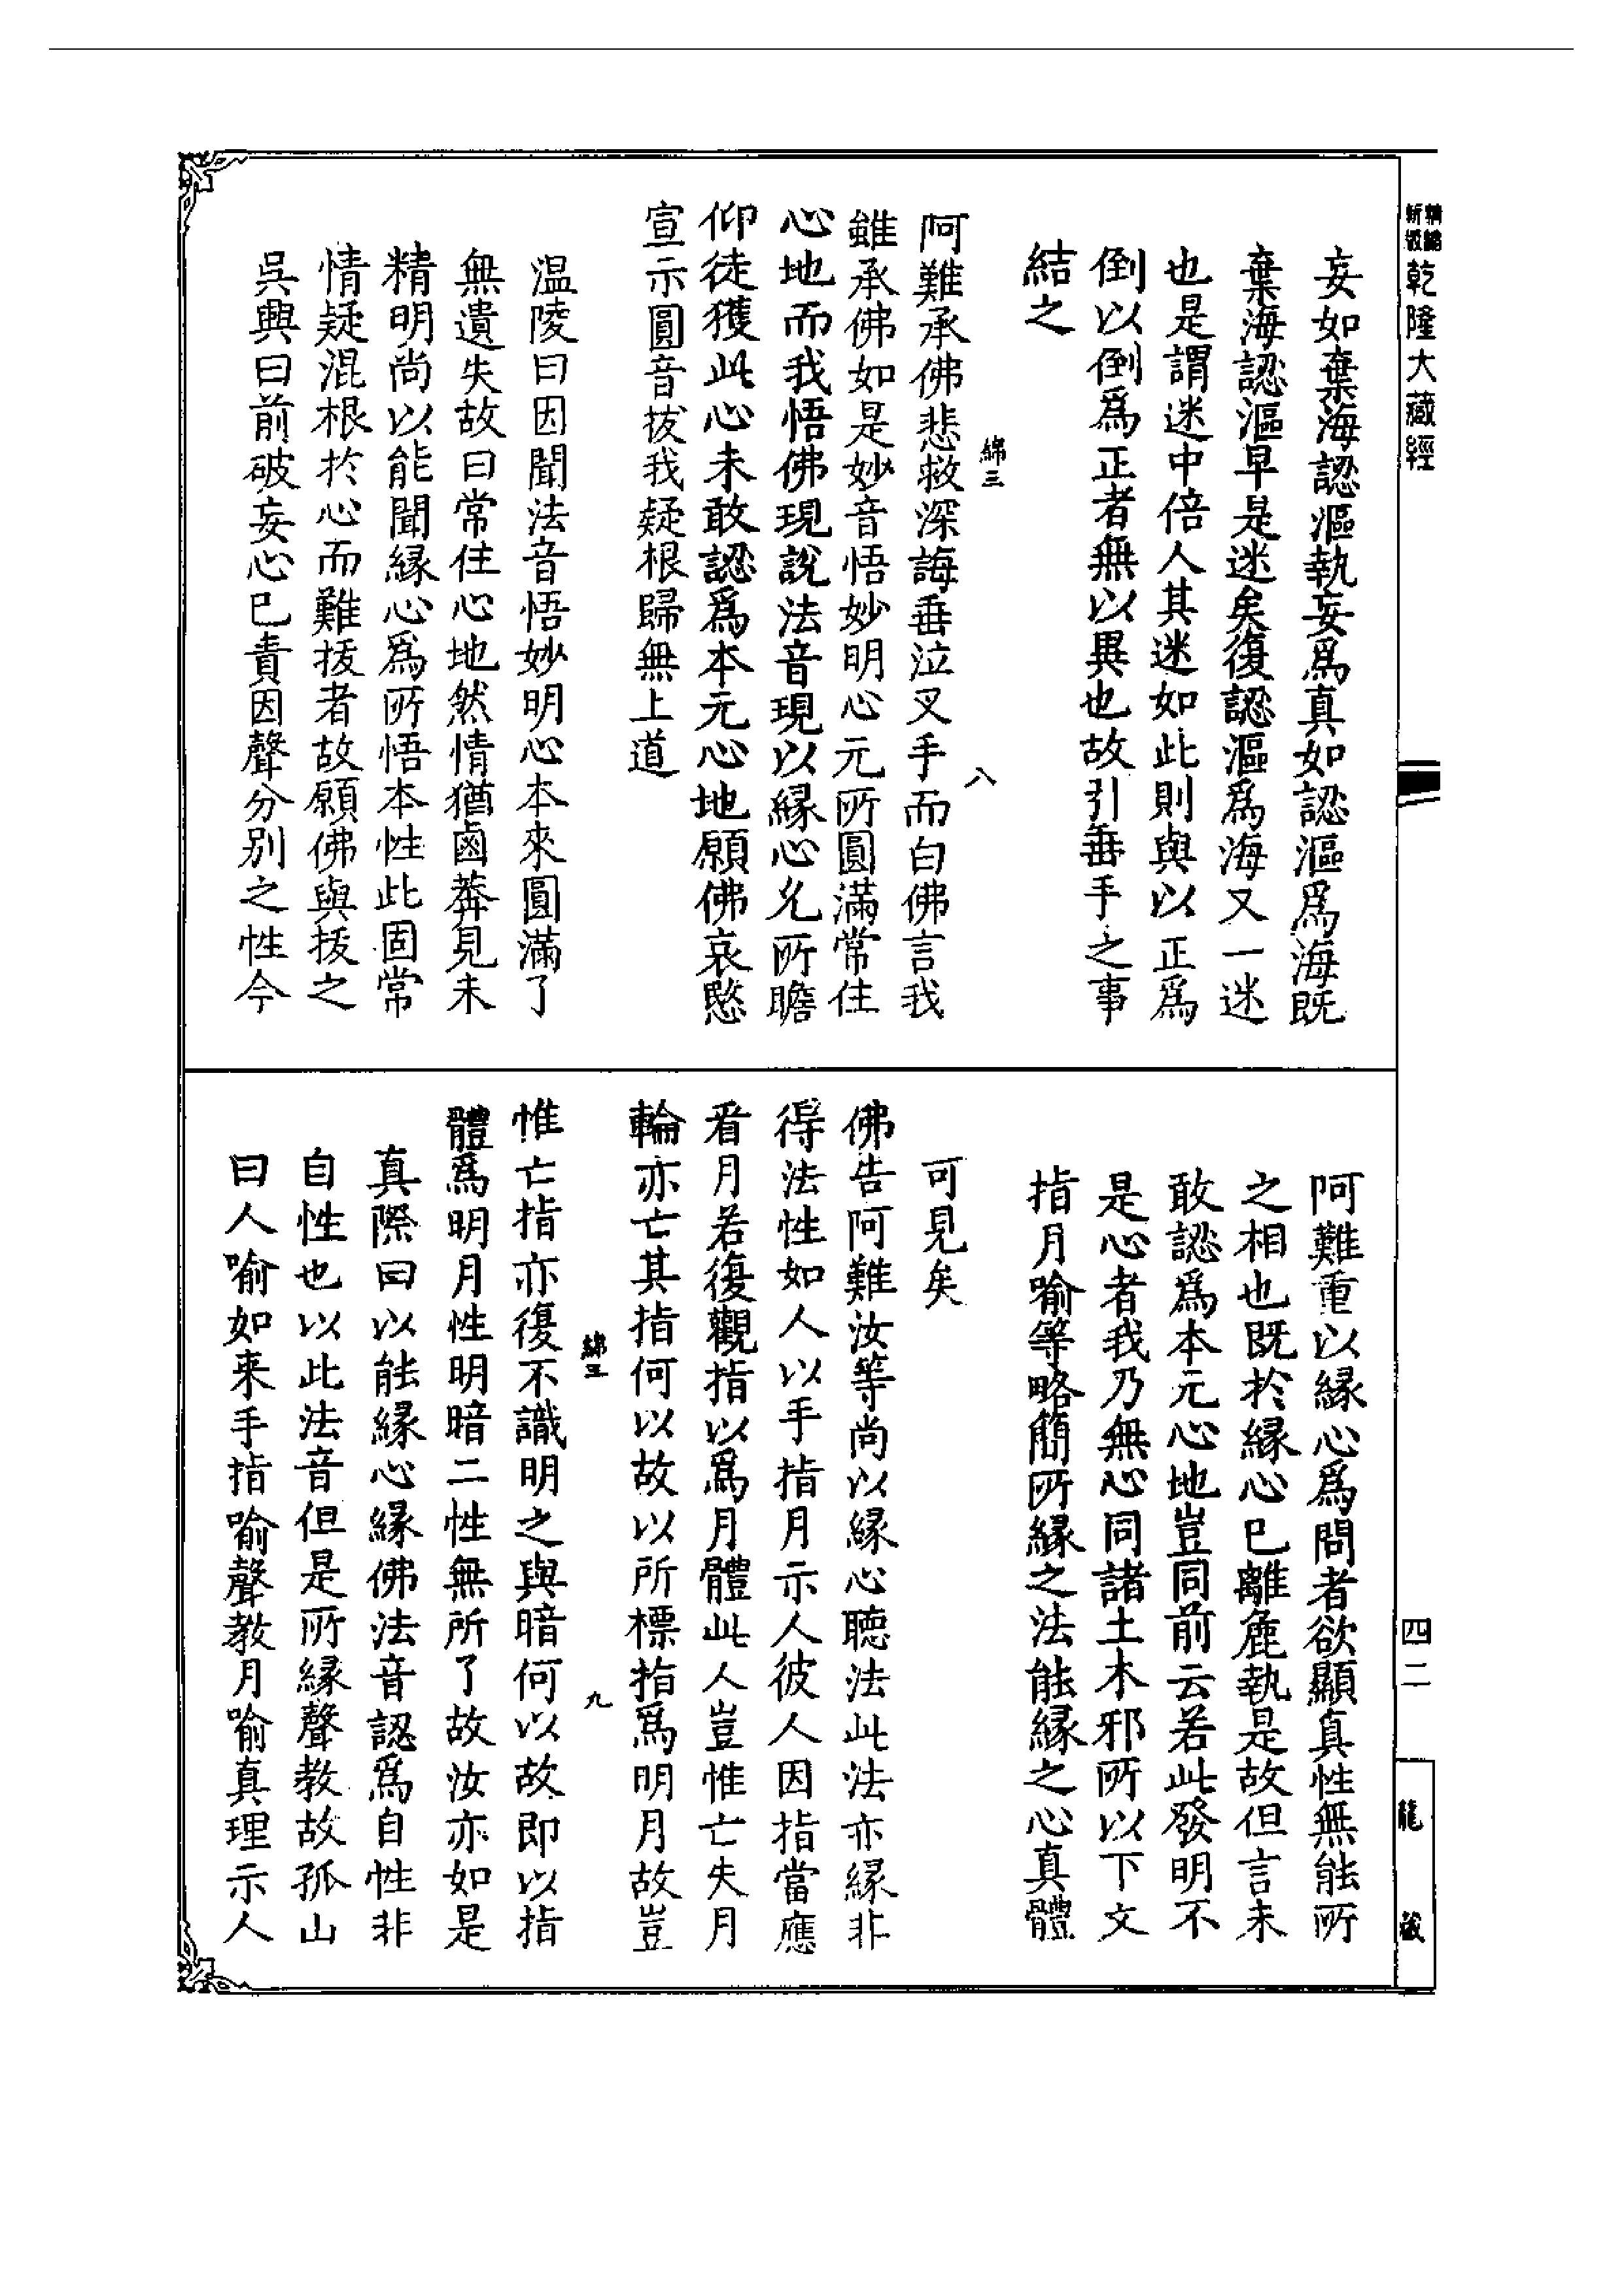 精縮新版乾隆大藏經
妄如棄海認漚執妄爲真如認漚爲海既
棄海認漚早是迷矣復認漚爲海又一迷
也是謂迷中倍人其迷如此則與以正爲
倒以倒爲正者無以異也故引垂手之事
結之
綿三 八
阿難承佛悲救深誨垂泣叉手而白佛言我
雖承佛如是妙音悟妙明心元所圓滿常住
心地而我悟佛現說法音現以緣心允所瞻
仰徒獲此心未敢認爲本元心地願佛哀愍
宣示圓音拔我疑根歸無上道
温陵曰因聞法音悟妙明心本來圓滿了
無遺失故曰常住心地然情猶鹵莽見未
精明尚以能聞緣心爲所悟本性此固常
情疑混根於心而難拔者故願佛與拔之
吳興曰前破妄心已責因聲分別之性今
阿難重以緣心爲問者欲顯真性無能所
之相也既於緣心已離麁執是故但言未
敢認爲本元心地豈同前云若此發明不
是心者我乃無心同諸土木邪所以下文
指月喻等略簡所緣之法能緣之心真體
可見矣
佛告阿難汝等尚以緣心聽法此法亦緣非
得法性如人以手指月示人彼人因指當應
看月若復觀指以爲月體此人豈惟亡失月
輪亦亡其指何以故以所標指爲明月故豈
綿三 九
惟亡指亦復不識明之與暗何以故即以指
體爲明月性明暗二性無所了故汝亦如是
真際曰以能緣心緣佛法音認爲自性非
自性也以此法音但是所緣聲教故孤山
曰人喻如来手指喻聲教月喻真理示人
四二
龍藏